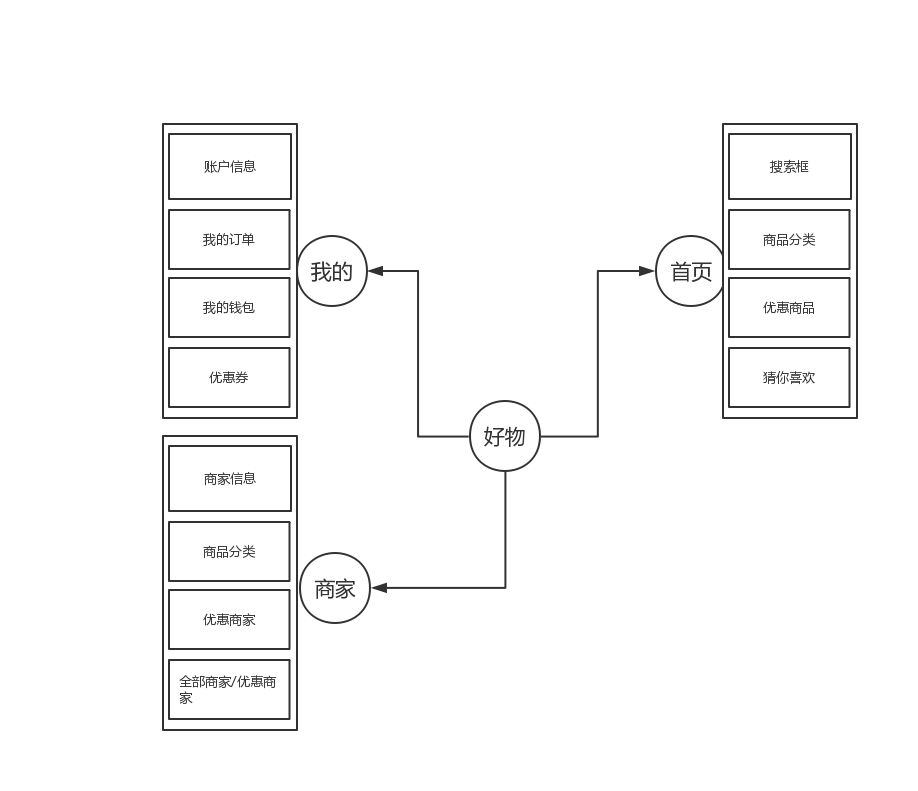 账户信息
我的订单
我的钱包
优惠券
我的
搜索框
商品分类
优惠商品
猜你喜欢
首页
好物
商家信息
商品分类
优惠商家
全部商家/优惠商
家
商家